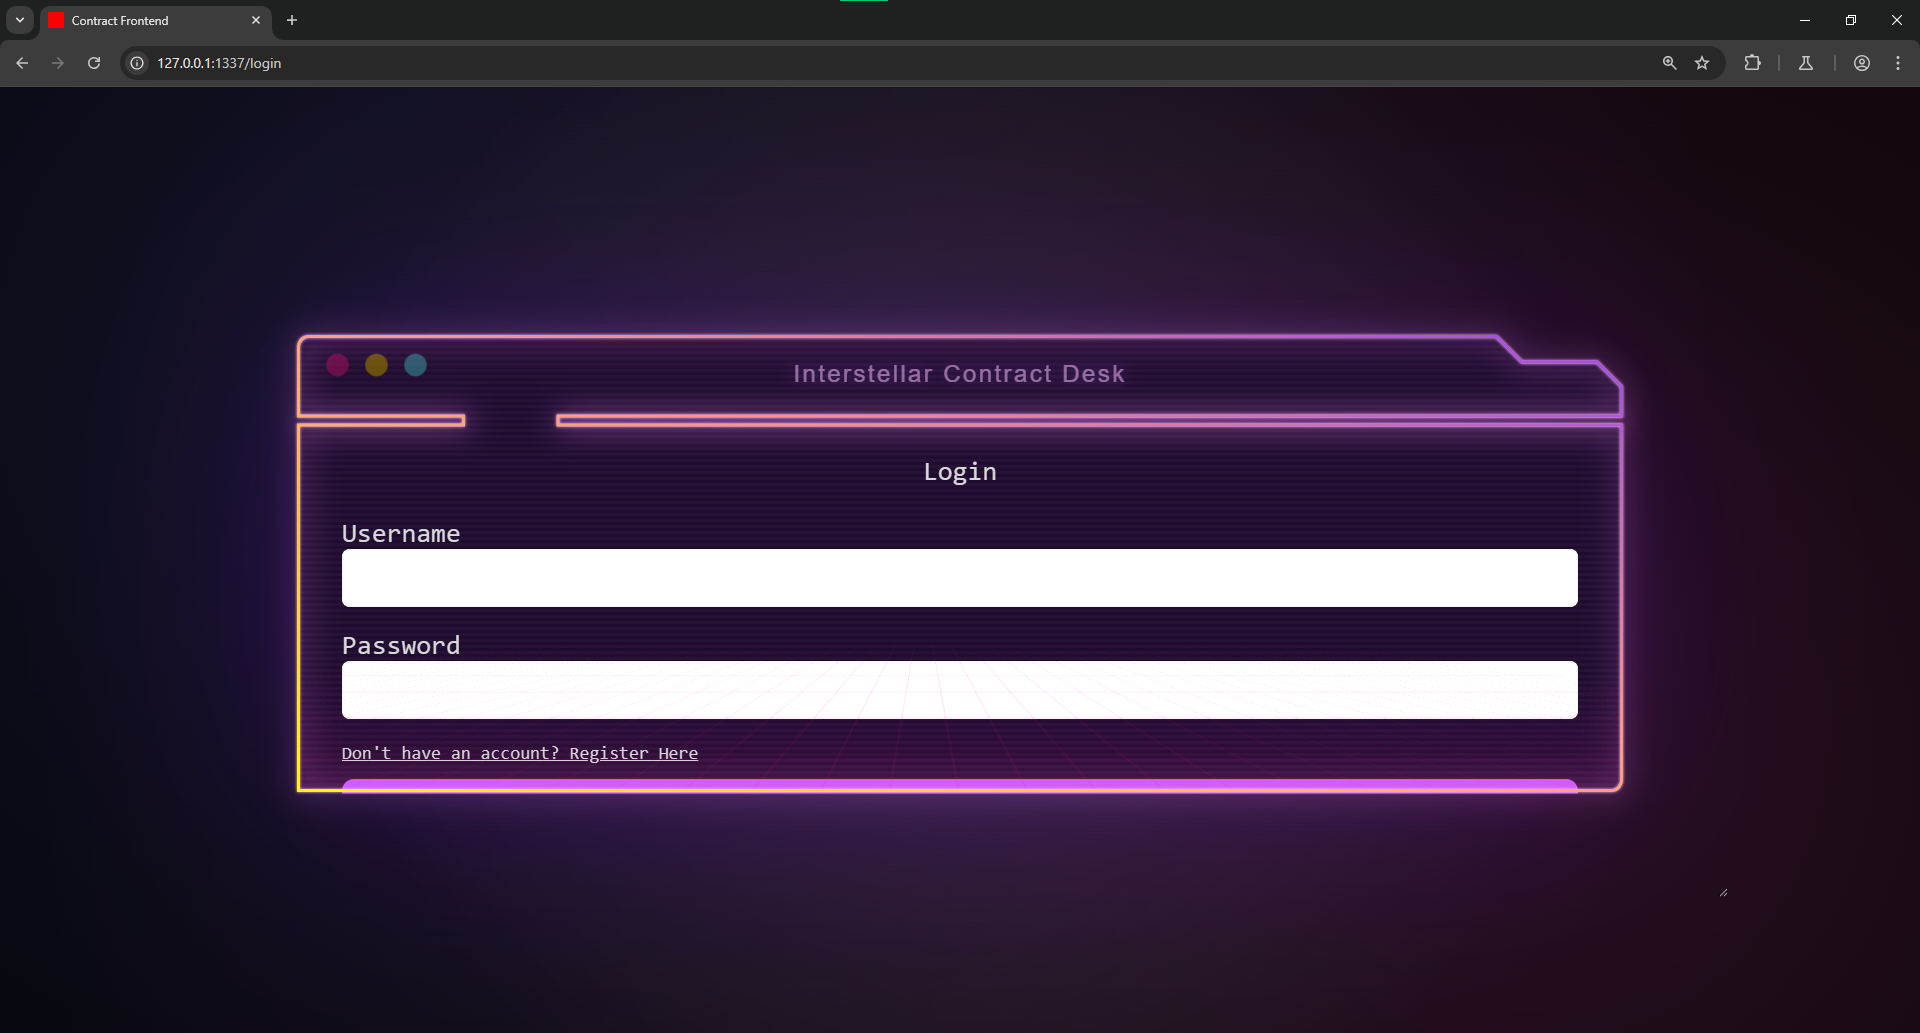 Contract Frontend
127.0.0.1:1337/login
Interstellar Contract Desk
Login
Username
Password
Don't have an account? Register Here